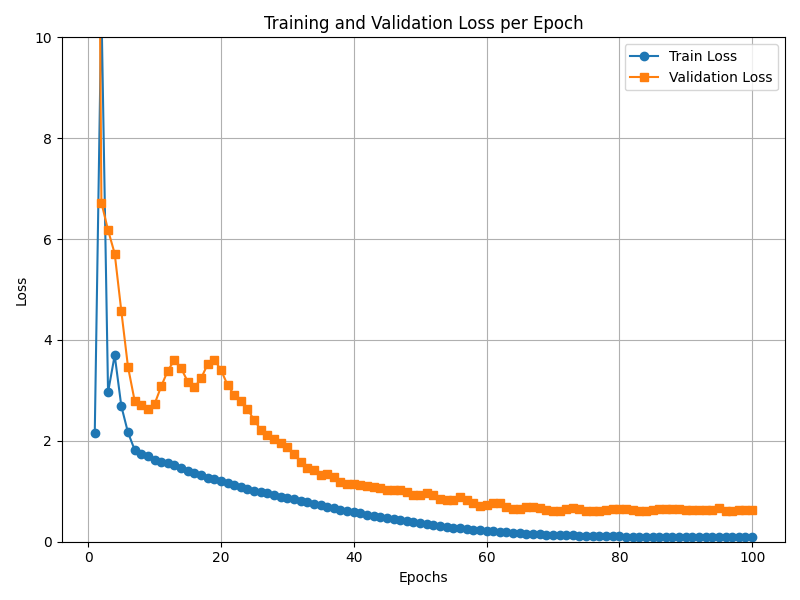 Training and Validation Loss per Epoch
Train Loss
Validation Loss
Loss
10
8
6
4
2
0
0 20 40 60 80 100
Epochs